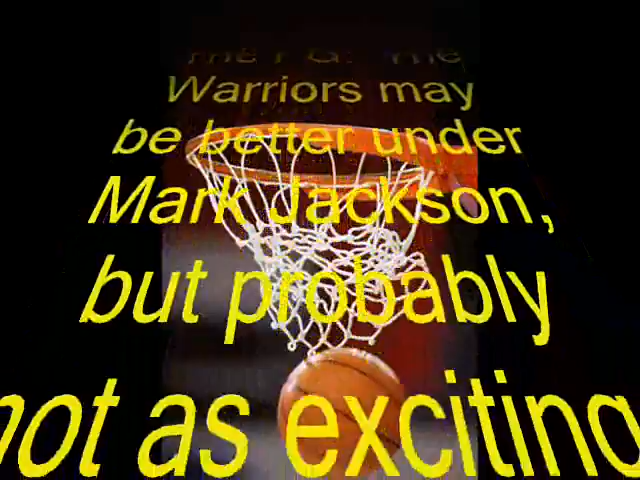 Warriors may
be better under
Mark Jackson,
but probably
not as exciting